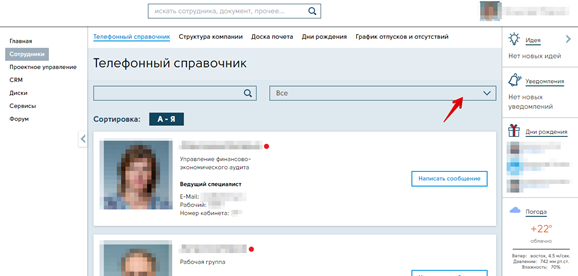 искать сотрудника, документ, прочее...
Главная
Сотрудники
Проектное управление
CRM
Диски
Сервисы
Форум
Телефонный справочник
Структура компании
Доска почета
Дни рождения
График отпусков и отсутствий
Телефонный справочник
Все
Сортировка:
А - Я
Управление финансово-
экономического аудита
Ведущий специалист
E-Mail:
Рабочий:
Номер кабинета:
Написать сообщение
Рабочая группа
Идея
Нет новых идей
Уведомления
Нет новых
уведомлений
Дни рождения
Погода
+22°
облачно
Ветер: восток, 4.5 м/сек.
Давление: 742 мм.рт.ст.
Влажность: 70%